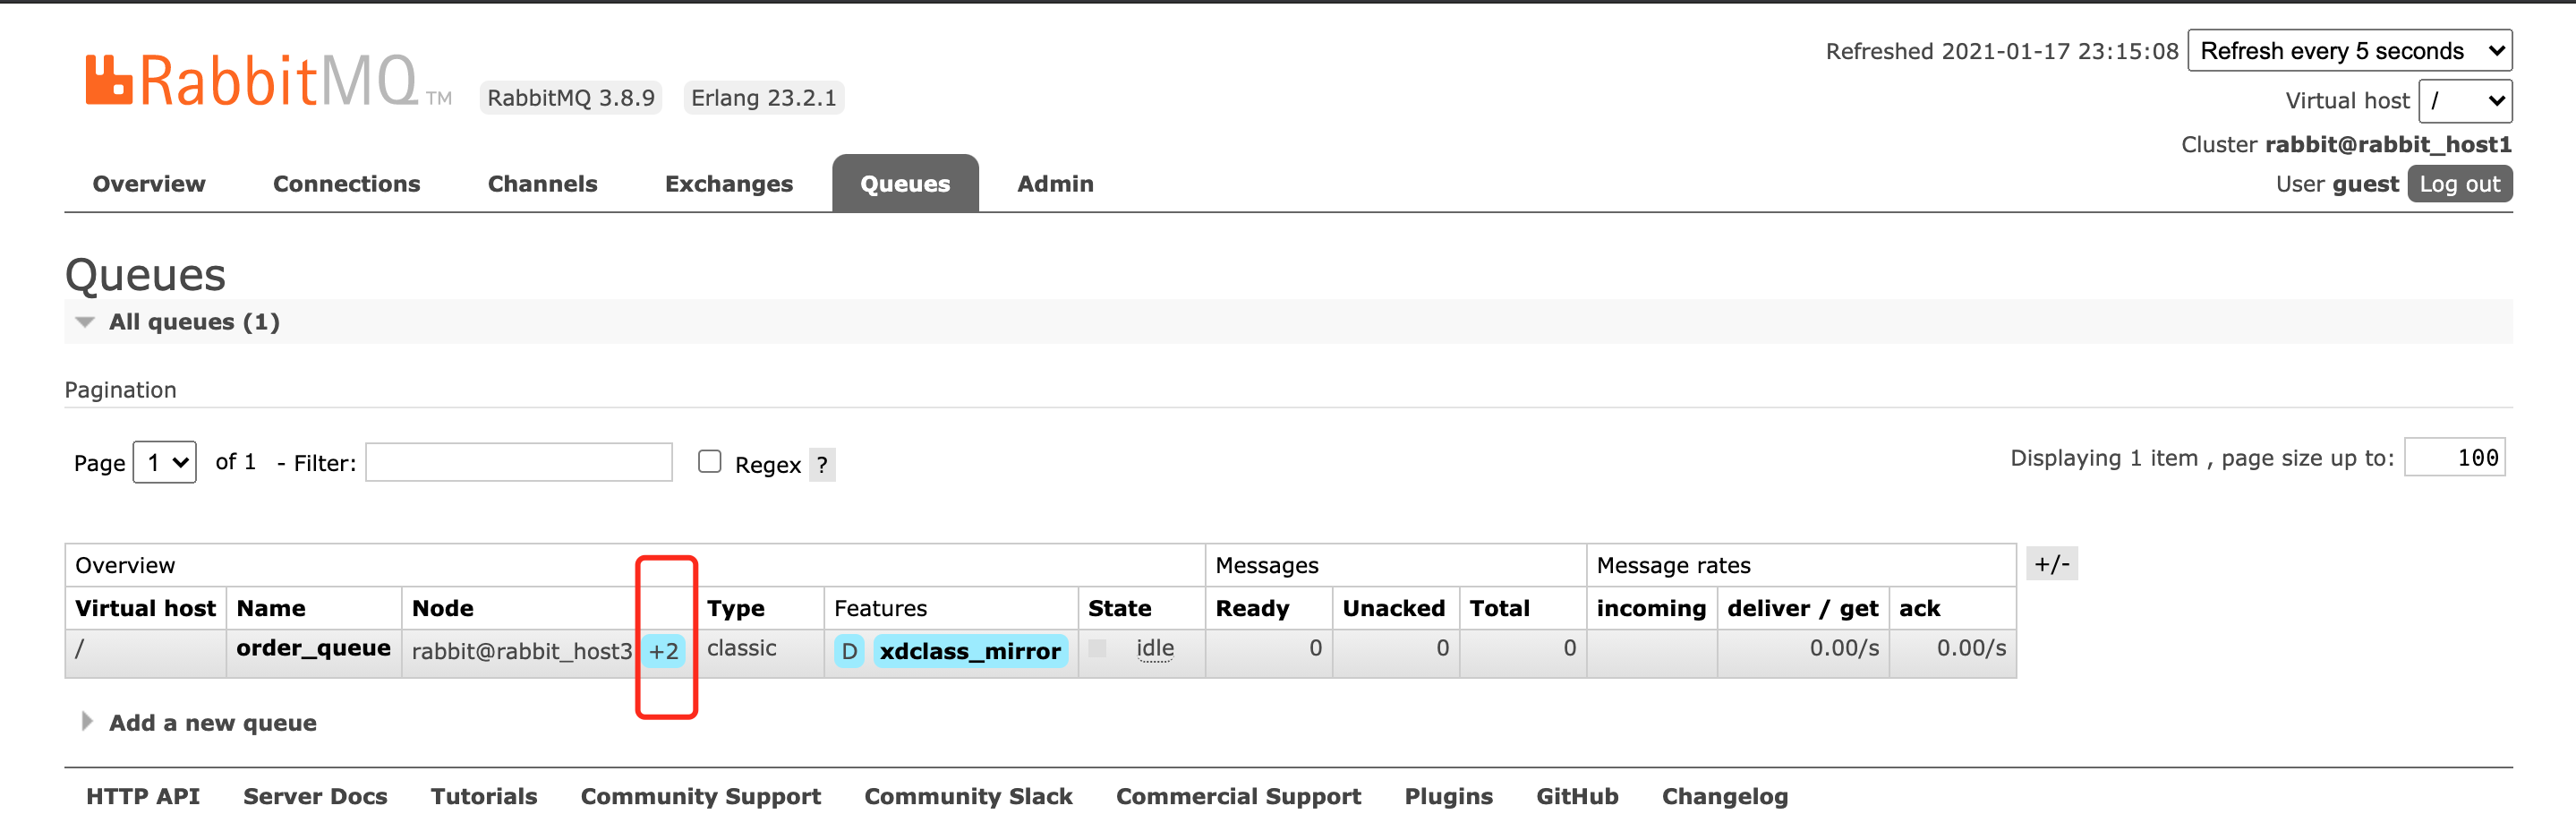 Refreshed 2021-01-17 23:15:08 Refresh every 5 seconds
RabbitMQ TM RabbitMQ 3.8.9 Erlang 23.2.1
Virtual host /
Cluster rabbit@rabbit_host1
Overview Connections Channels Exchanges Queues Admin
User guest Log out
Queues
All queues (1)
Pagination
Page 1 of 1 - Filter: Regex ?
Displaying 1 item , page size up to: 100
Overview Messages Message rates +/-
Virtual host Name Node Type Features State Ready Unacked Total incoming deliver / get ack
/ order_queue rabbit@rabbit_host3 +2 classic D xdclass_mirror idle 0 0 0 0.00/s 0.00/s
Add a new queue
HTTP API Server Docs Tutorials Community Support Community Slack Commercial Support Plugins GitHub Changelog